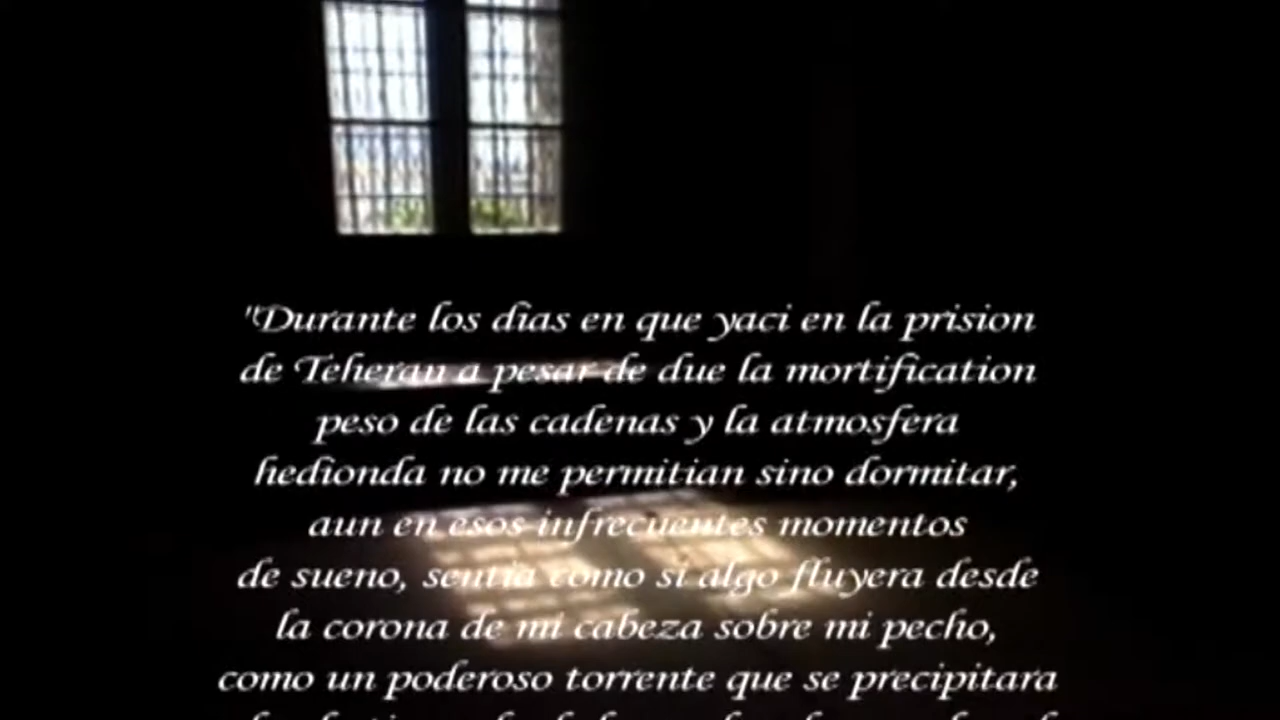 "Durante los dias en que yaci en la prision
de Teheran a pesar de due la mortification
peso de las cadenas y la atmosfera
hedionda no me permitian sino dormitar,
aun en esos infrecuentes momentos
de sueno, sentia como si algo fluyera desde
la corona de mi cabeza sobre mi pecho,
como un poderoso torrente que se precipitara